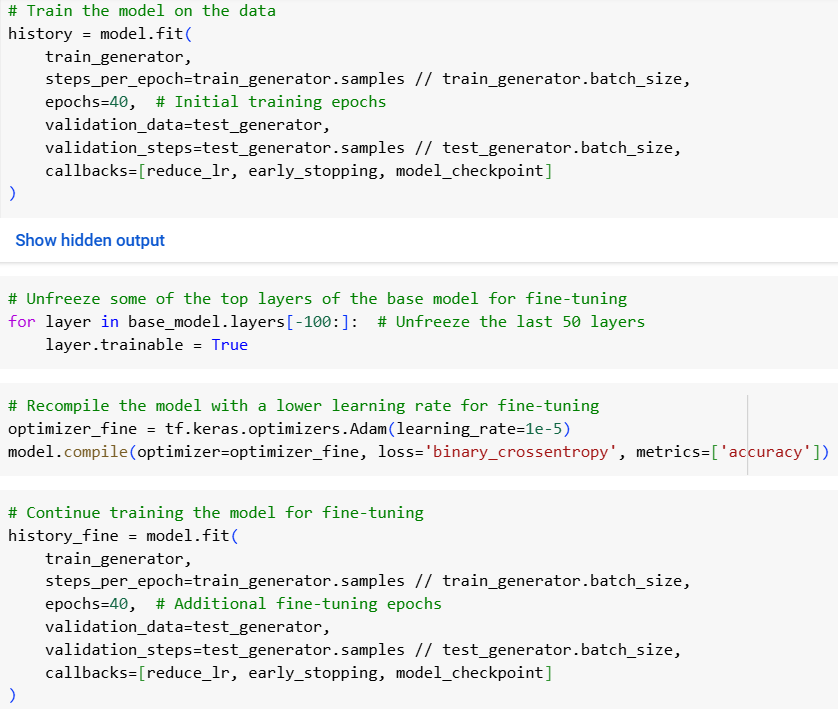 # Train the model on the data
history = model.fit(
    train_generator,
    steps_per_epoch=train_generator.samples // train_generator.batch_size,
    epochs=40,  # Initial training epochs
    validation_data=test_generator,
    validation_steps=test_generator.samples // test_generator.batch_size,
    callbacks=[reduce_lr, early_stopping, model_checkpoint]
)
Show hidden output
# Unfreeze some of the top layers of the base model for fine-tuning
for layer in base_model.layers[-100:]:  # Unfreeze the last 50 layers
    layer.trainable = True
# Recompile the model with a lower learning rate for fine-tuning
optimizer_fine = tf.keras.optimizers.Adam(learning_rate=1e-5)
model.compile(optimizer=optimizer_fine, loss='binary_crossentropy', metrics=['accuracy'])
# Continue training the model for fine-tuning
history_fine = model.fit(
    train_generator,
    steps_per_epoch=train_generator.samples // train_generator.batch_size,
    epochs=40,  # Additional fine-tuning epochs
    validation_data=test_generator,
    validation_steps=test_generator.samples // test_generator.batch_size,
    callbacks=[reduce_lr, early_stopping, model_checkpoint]
)